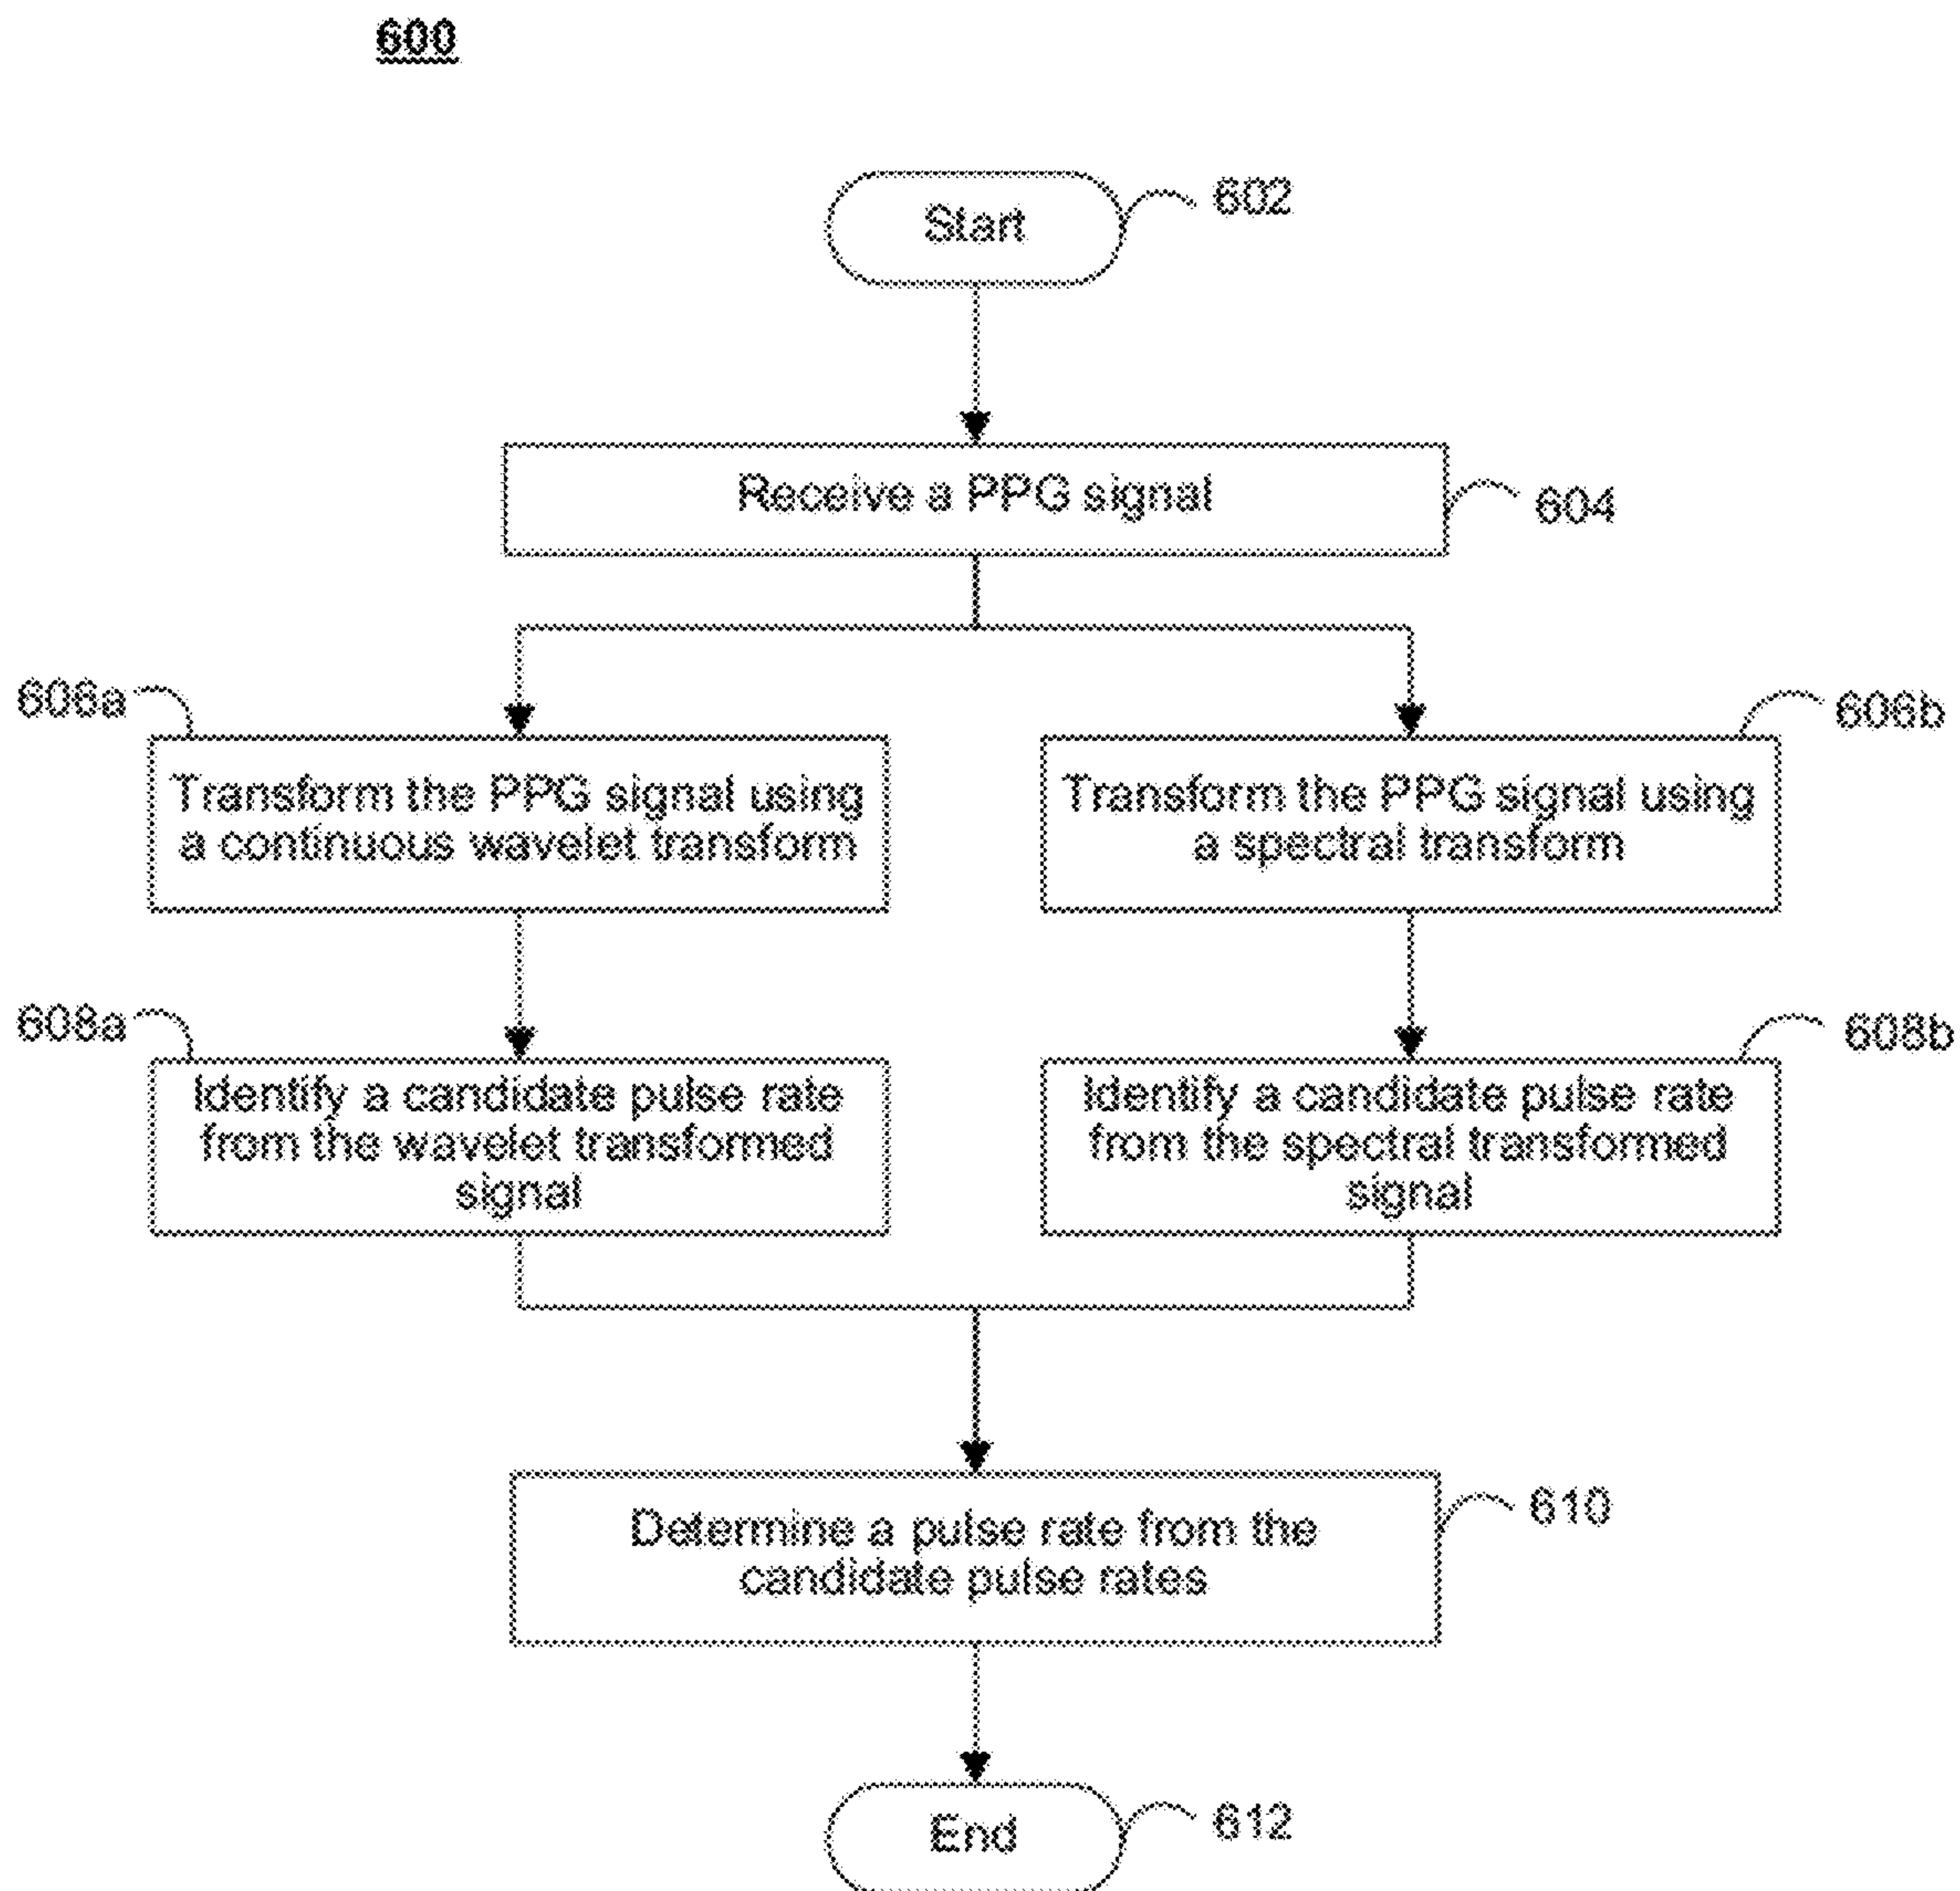 600
Start
602
Receive a PPG signal
604
606a
606b
Transform the PPG signal using
a continuous wavelet transform
Transform the PPG signal using
a spectral transform
608a
608b
Identify a candidate pulse rate
from the wavelet transformed
signal
Identify a candidate pulse rate
from the spectral transformed
signal
Determine a pulse rate from the
candidate pulse rates
610
End
612